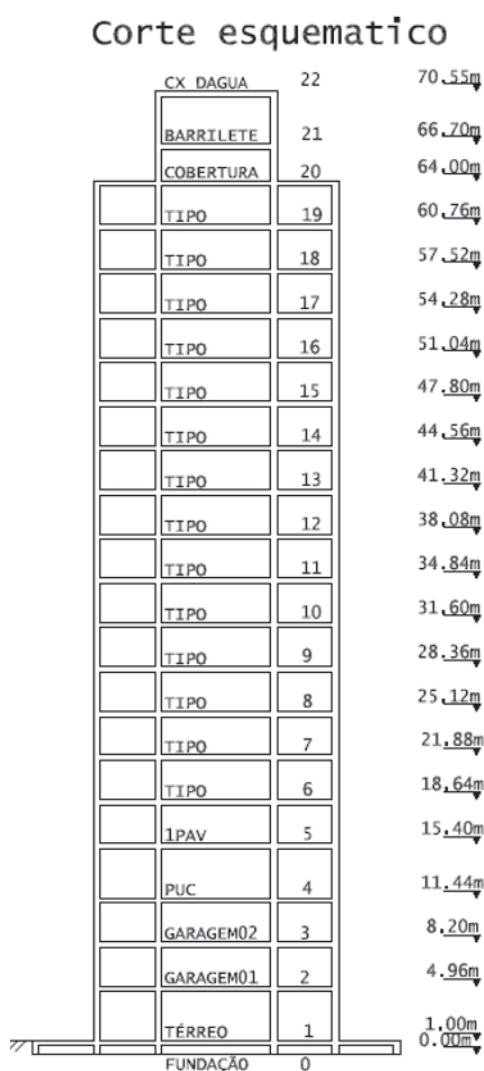 Corte esquematico
CX DAGUA 22 70.55m
BARRILETE 21 66.70m
COBERTURA 20 64.00m
TIPO 19 60.76m
TIPO 18 57.52m
TIPO 17 54.28m
TIPO 16 51.04m
TIPO 15 47.80m
TIPO 14 44.56m
TIPO 13 41.32m
TIPO 12 38.08m
TIPO 11 34.84m
TIPO 10 31.60m
TIPO 9 28.36m
TIPO 8 25.12m
TIPO 7 21.88m
TIPO 6 18.64m
1PAV 5 15.40m
PUC 4 11.44m
GARAGEM02 3 8.20m
GARAGEM01 2 4.96m
TÉRREO 1 1.00m
FUNDAÇÃO 0 0.00m